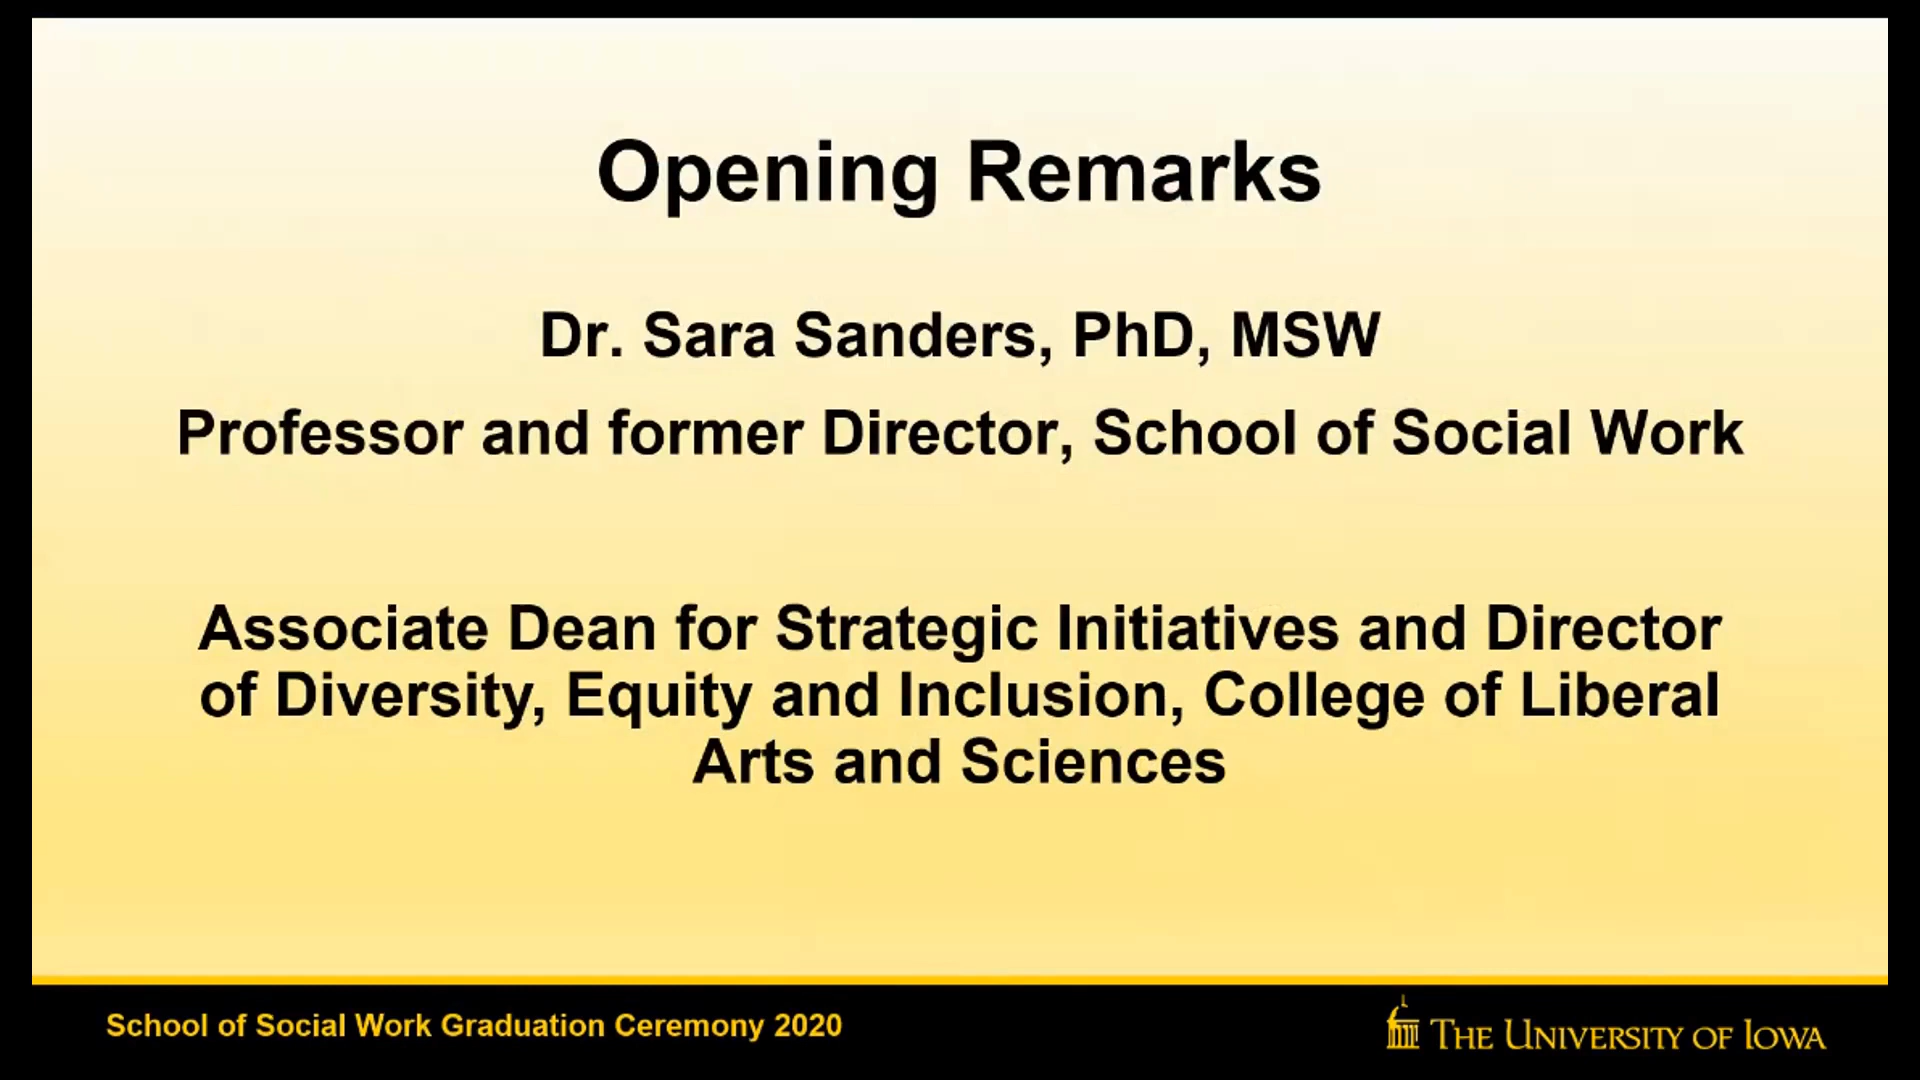 Opening Remarks
Dr. Sara Sanders, PhD, MSW
Professor and former Director, School of Social Work
Associate Dean for Strategic Initiatives and Director
of Diversity, Equity and Inclusion, College of Liberal
Arts and Sciences
School of Social Work Graduation Ceremony 2020
THE UNIVERSITY OF IOWA